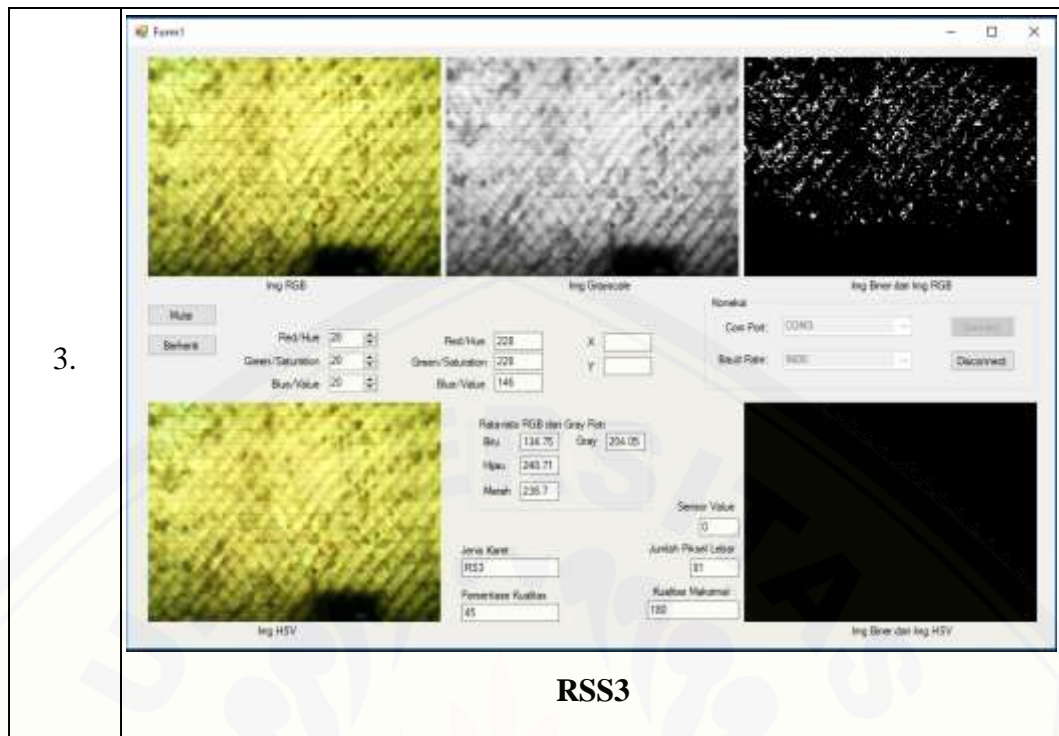 3.
Form1
Img RGB
Img Grayscale
Img Biner dari Img RGB
Mulai
Berhenti
Red/Hue 20
Green/Saturation 20
Blue/Value 20
Red/Hue 228
Green/Saturation 228
Blue/Value 146
X
Y
Koneksi
Com Port: COM3
Baud Rate: 9600
Disconnect
Rata-rata RGB dan Gray
Biru 134.75 Gray 204.05
Hijau 240.71
Merah 238.7
Sensor Value
0
Jenis Karet
RS3
Jumlah Piksel Lebar
81
Persentase Kualitas
45
Kualitas Maksimal
180
Img HSV
Img Biner dari Img HSV
RSS3
UNIVERSITAS